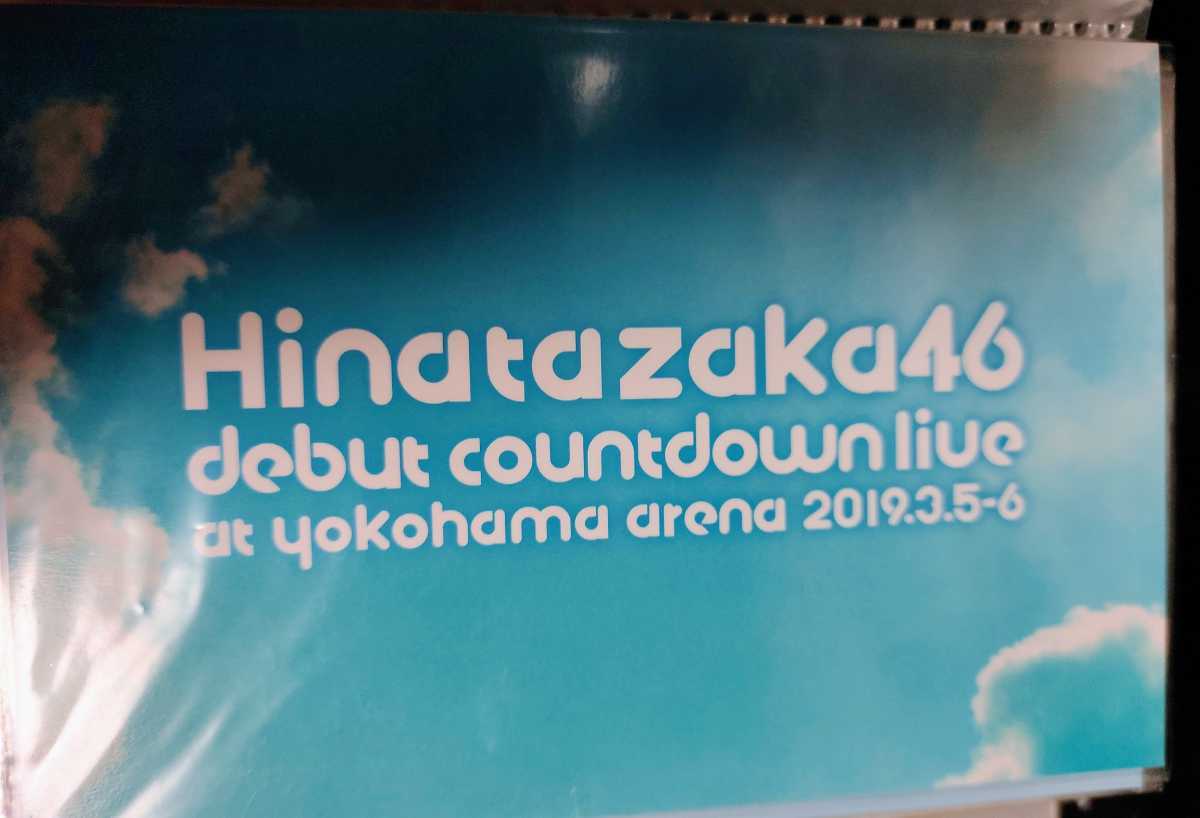 Hinatazaka46
debut countdown live
at yokohama arena 2019.3.5-6